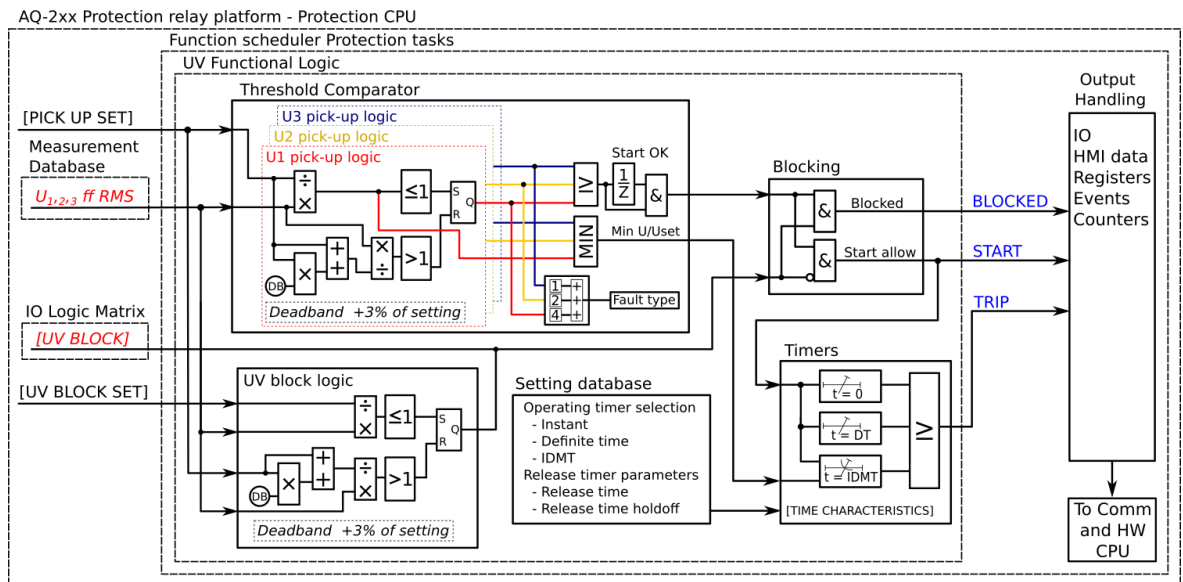 AQ-2xx Protection relay platform - Protection CPU
Function scheduler Protection tasks
UV Functional Logic
Threshold Comparator
U3 pick-up logic
U2 pick-up logic
U1 pick-up logic
[PICK UP SET]
Measurement
Database
U1,2,3 ff RMS
÷
×
≤1
S
R
Q
DB
×
+
+
×
÷
>1
Deadband +3% of setting
≥
MIN
Start OK
1
Z
&
Min U/Uset
1
2
4
+
+
+
Fault type
Blocking
&
Blocked
&
Start allow
BLOCKED
START
TRIP
Output
Handling
IO
HMI data
Registers
Events
Counters
To Comm
and HW
CPU
IO Logic Matrix
[UV BLOCK]
[UV BLOCK SET]
UV block logic
÷
×
≤1
S
R
Q
DB
×
+
+
÷
×
>1
Deadband +3% of setting
Setting database
Operating timer selection
- Instant
- Definite time
- IDMT
Release timer parameters
- Release time
- Release time holdoff
Timers
t = 0
t = DT
t = IDMT
≥
[TIME CHARACTERISTICS]